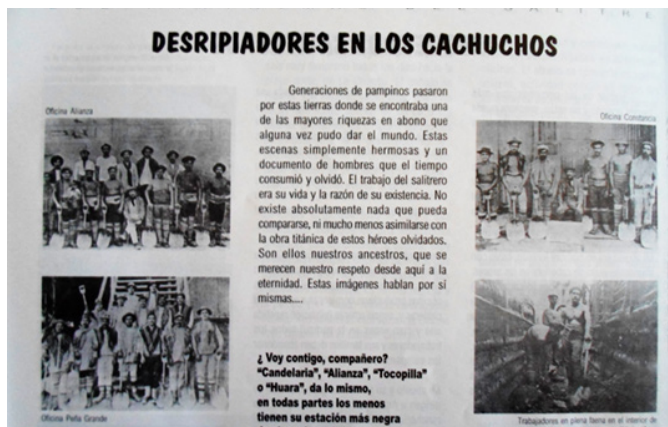 DESRIPIADORES EN LOS CACHUCHOS
Oficina Alianza
Generaciones de pampinos pasaron
por estas tierras donde se encontraba una
de las mayores riquezas en abono que
alguna vez pudo dar el mundo. Estas
escenas simplemente hermosas y un
documento de hombres que el tiempo
consumió y olvidó. El trabajo del salitrero
era su vida y la razón de su existencia. No
existe absolutamente nada que pueda
compararse, ni mucho menos asimilarse con
la obra titánica de estos héroes olvidados.
Son ellos nuestros ancestros, que se
merecen nuestro respeto desde aquí a la
eternidad. Estas imágenes hablan por sí
mismas....
¿ Voy contigo, compañero?
"Candelaria", "Alianza", "Tocopilla"
o "Huara", da lo mismo,
en todas partes los menos
tienen su estación más negra
Oficina Peña Grande
Oficina Constancia
Trabajadores en plena faena en el interior de